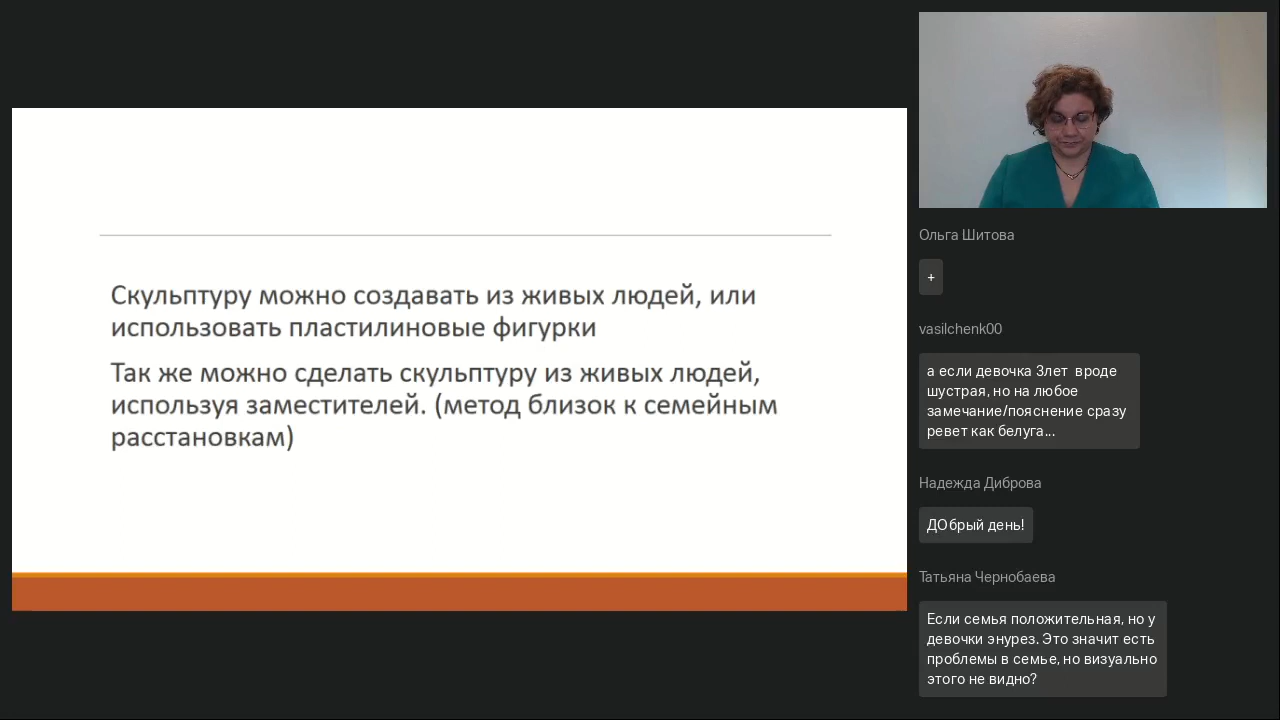 Скульптуру можно создавать из живых людей, или
использовать пластилиновые фигурки
Так же можно сделать скульптуру из живых людей,
используя заместителей. (метод близок к семейным
расстановкам)
Ольга Шитова
+
vasilchenk00
а если девочка 3лет вроде
шустрая, но на любое
замечание/пояснение сразу
ревет как белуга...
Надежда Диброва
ДОбрый день!
Татьяна Чернобаева
Если семья положительная, но у
девочки энурез. Это значит есть
проблемы в семье, но визуально
этого не видно?